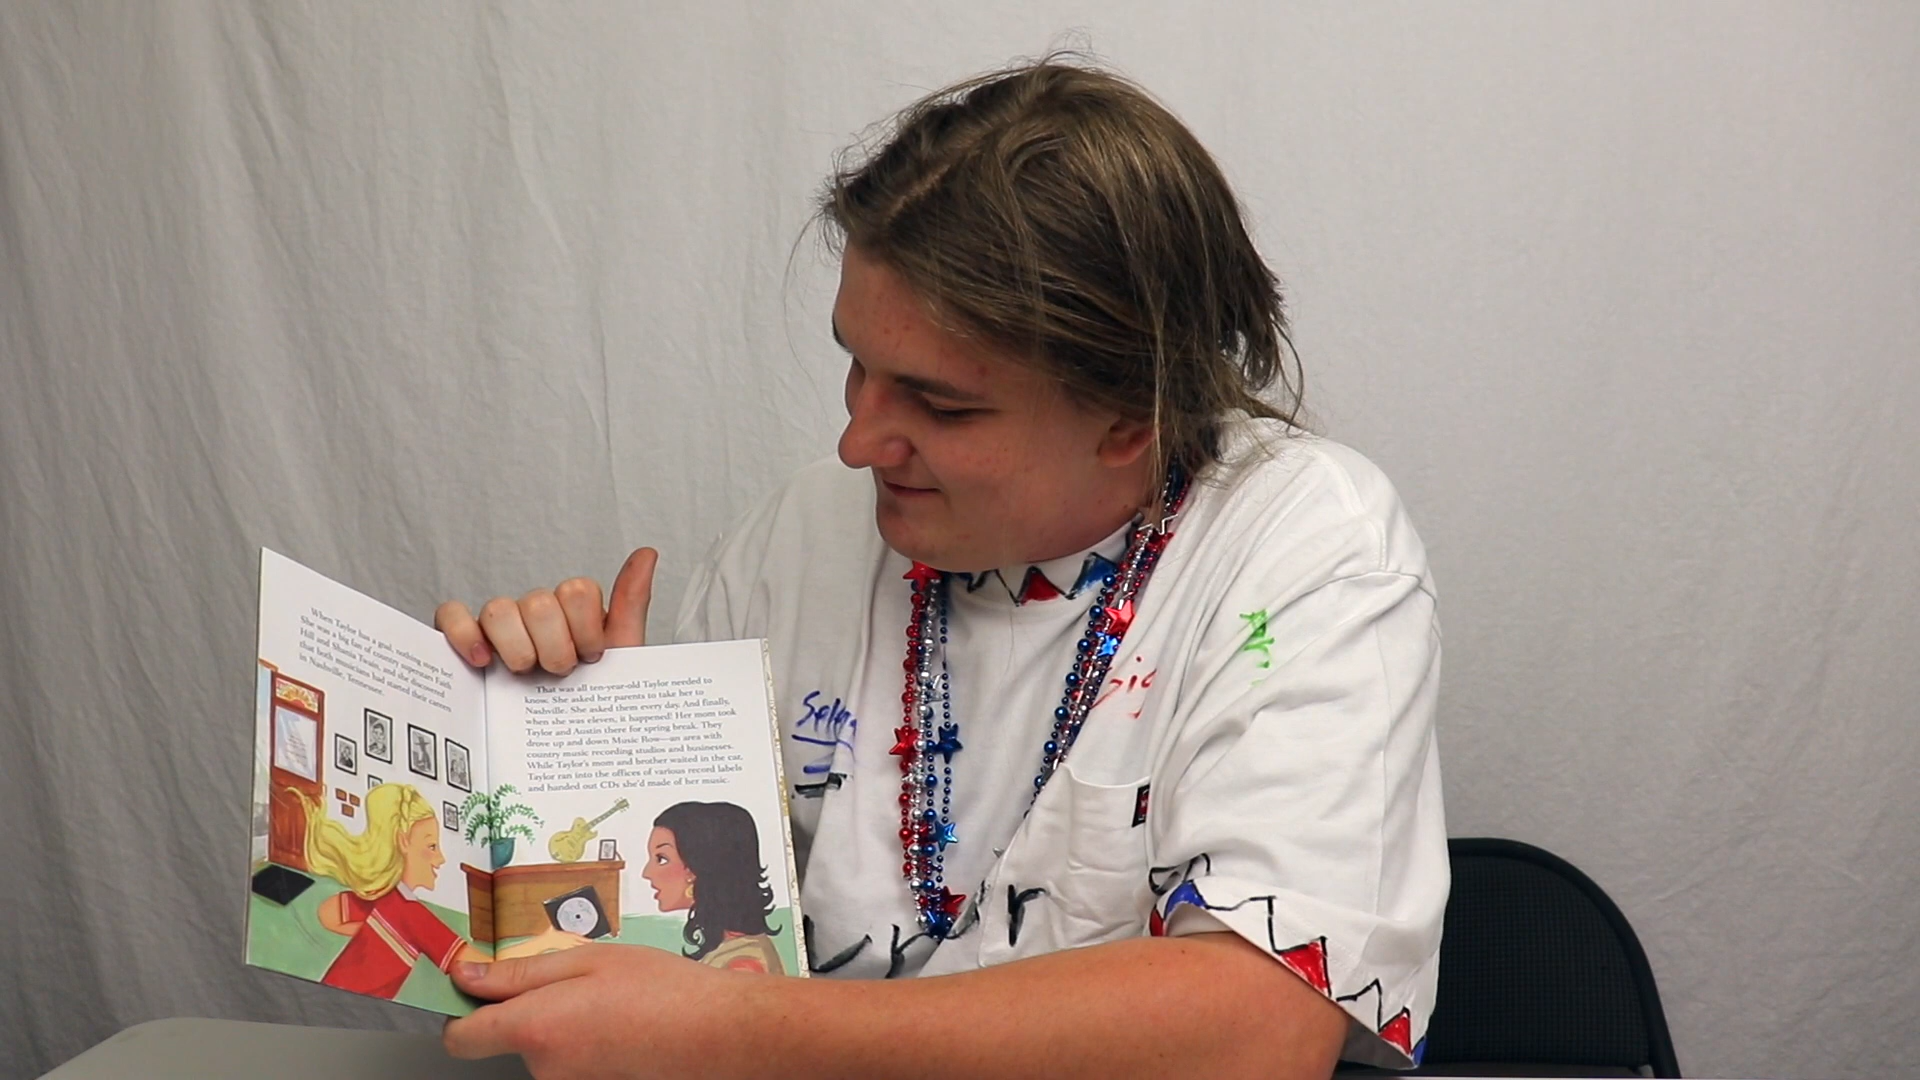 When Taylor has a goal, nothing stops her!
She was a big fan of country superstars Faith
Hill and Shania Twain, and she discovered
that both musicians had started their careers
in Nashville, Tennessee.
That was all ten-year-old Taylor needed to
know. She asked her parents to take her to
Nashville. She asked them every day. And finally,
when she was eleven, it happened! Her mom took
Taylor and Austin there for spring break. They
drove up and down Music Row—an area with
country music recording studios and businesses.
While Taylor's mom and brother waited in the car,
Taylor ran into the offices of various record labels
and handed out CDs she'd made of her music.